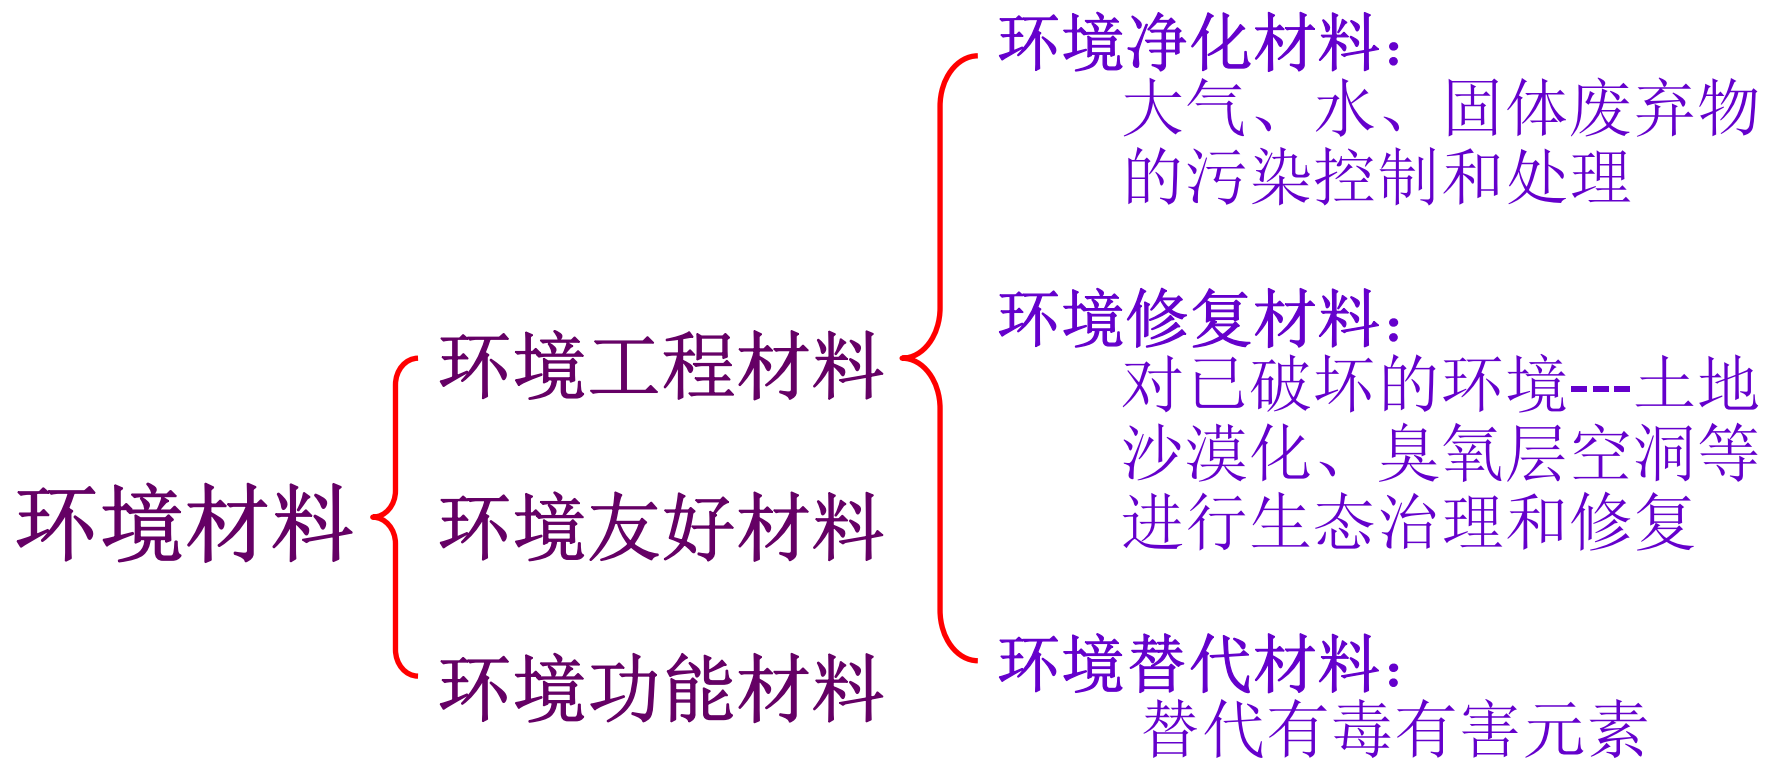 环境材料
环境工程材料
环境友好材料
环境功能材料
环境净化材料：
大气、水、固体废弃物
的污染控制和处理
环境修复材料：
对已破坏的环境---土地
沙漠化、臭氧层空洞等
进行生态治理和修复
环境替代材料：
替代有毒有害元素